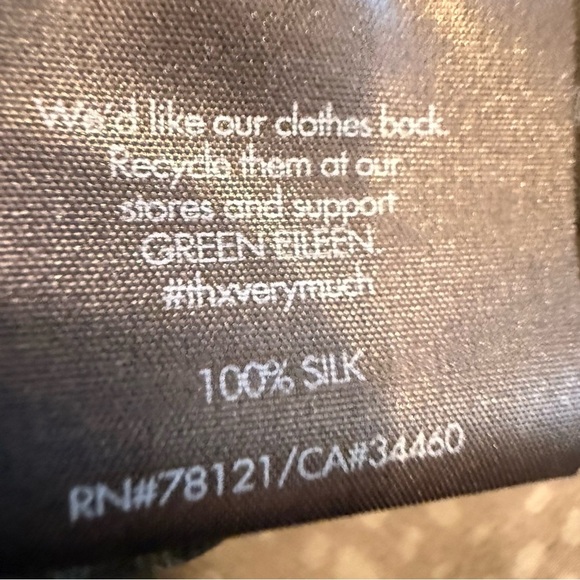 We'd like our clothes back.
Recycle them at our
stores and support
GREEN EILEEN.
#thxverymuch
100% SILK
RN#78121/CA#34460